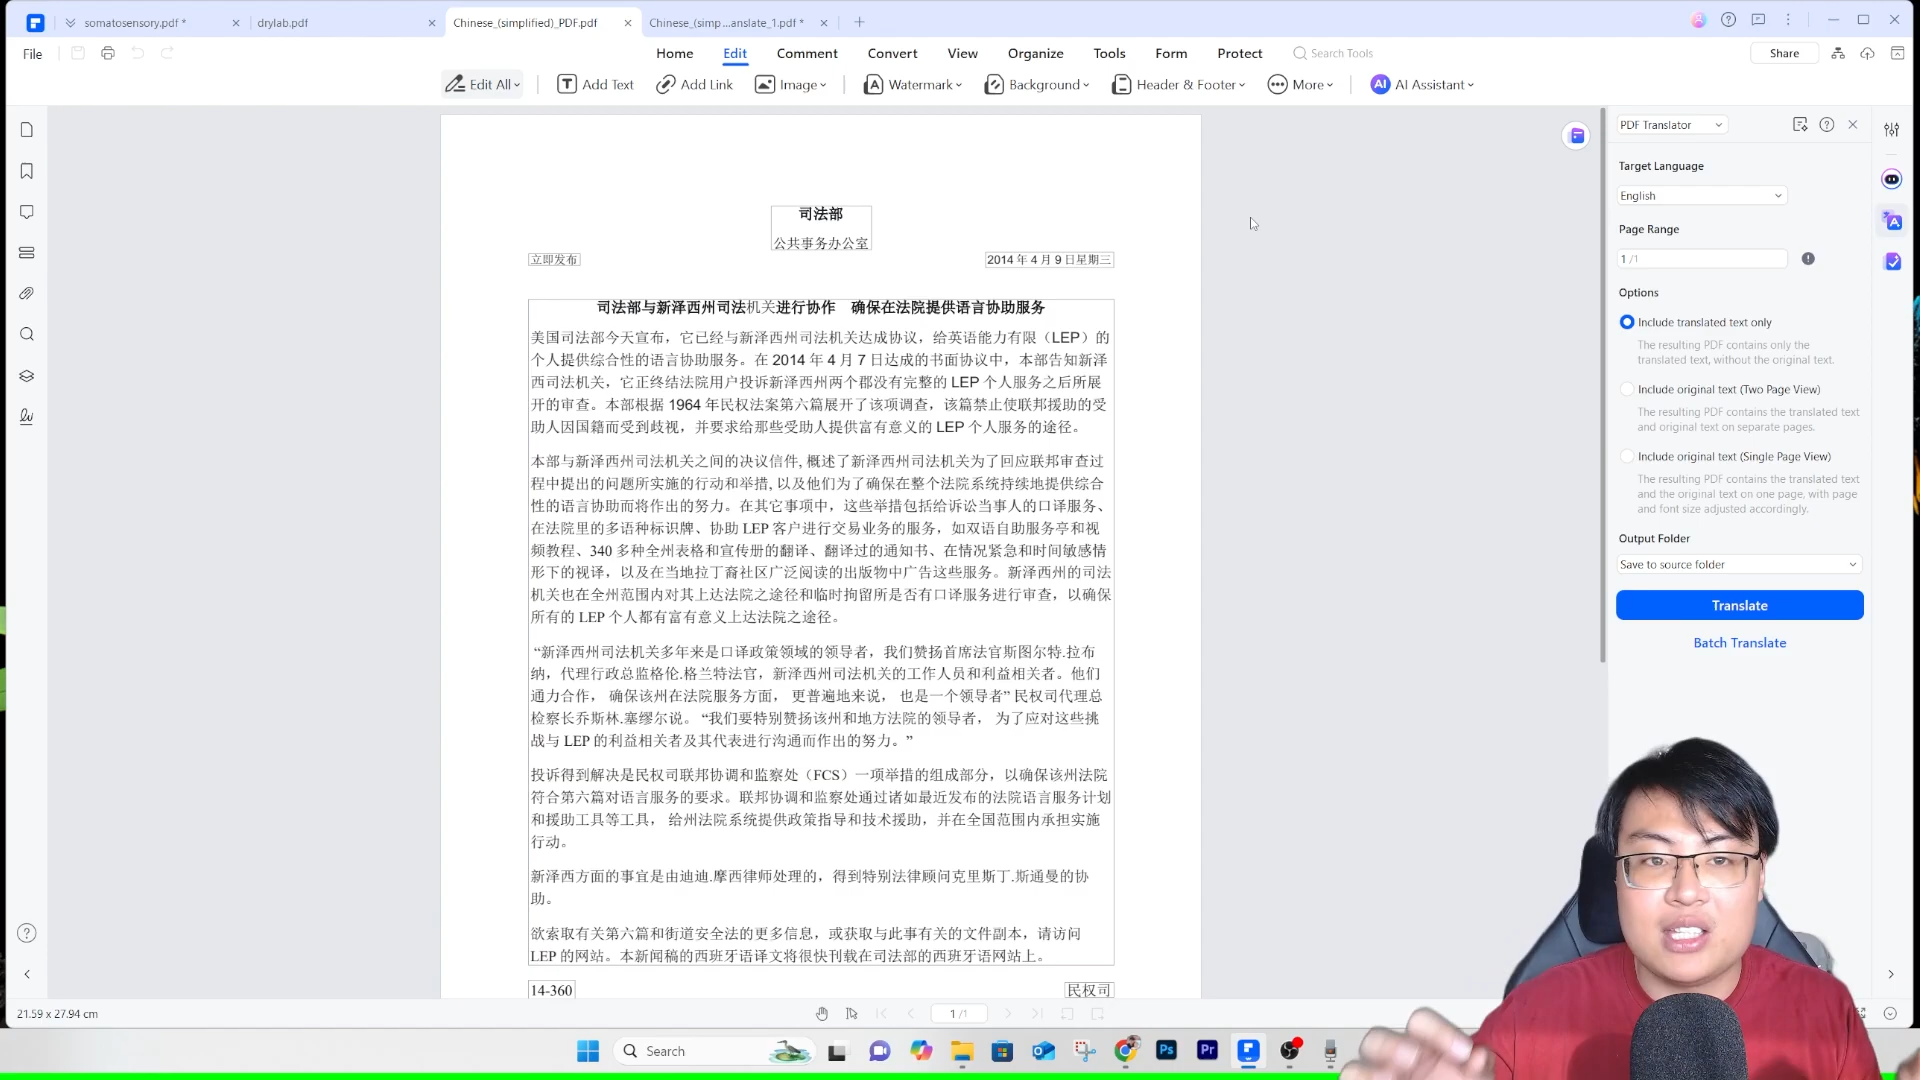 somatosensory.pdf *
drylab.pdf
Chinese_(simplified)_PDF.pdf
Chinese_(simp...anslate_1.pdf *
File
Home
Edit
Comment
Convert
View
Organize
Tools
Form
Protect
Search Tools
Share
Edit All
Add Text
Add Link
Image
Watermark
Background
Header & Footer
More
AI Assistant
司法部
公共事务办公室
立即发布
2014 年 4 月 9 日星期三
司法部与新泽西州司法机关进行协作 确保在法院提供语言协助服务
美国司法部今天宣布，它已经与新泽西州司法机关达成协议，给英语能力有限（LEP）的
个人提供综合性的语言协助服务。在 2014 年 4 月 7 日达成的书面协议中，本部告知新泽
西司法机关，它正终结法院用户投诉新泽西州两个郡没有完整的 LEP 个人服务之后所展
开的审查。本部根据 1964 年民权法案第六篇展开了该项调查，该篇禁止使联邦援助的受
助人因国籍而受到歧视，并要求给那些受助人提供富有意义的 LEP 个人服务的途径。
本部与新泽西州司法机关之间的决议信件, 概述了新泽西州司法机关为了回应联邦审查过
程中提出的问题所实施的行动和举措, 以及他们为了确保在整个法院系统持续地提供综合
性的语言协助而将作出的努力。在其它事项中，这些举措包括给诉讼当事人的口译服务、
在法院里的多语种标识牌、协助 LEP 客户进行交易业务的服务，如双语自助服务亭和视
频教程、340 多种全州表格和宣传册的翻译、翻译过的通知书、在情况紧急和时间敏感情
形下的视译，以及在当地拉丁裔社区广泛阅读的出版物中广告这些服务。新泽西州的司法
机关也在全州范围内对其上达法院之途径和临时拘留所是否有口译服务进行审查，以确保
所有的 LEP 个人都有富有意义上达法院之途径。
“新泽西州司法机关多年来是口译政策领域的领导者，我们赞扬首席法官斯图尔特.拉布
纳，代理行政总监格伦.格兰特法官，新泽西州司法机关的工作人员和利益相关者。他们
通力合作， 确保该州在法院服务方面， 更普遍地来说， 也是一个领导者” 民权司代理总
检察长乔斯林.塞缪尔说。 “我们要特别赞扬该州和地方法院的领导者， 为了应对这些挑
战与 LEP 的利益相关者及其代表进行沟通而作出的努力。”
投诉得到解决是民权司联邦协调和监察处（FCS）一项举措的组成部分，以确保该州法院
符合第六篇对语言服务的要求。联邦协调和监察处通过诸如最近发布的法院语言服务计划
和援助工具等工具， 给州法院系统提供政策指导和技术援助，并在全国范围内承担实施
行动。
新泽西方面的事宜是由迪迪.摩西律师处理的，得到特别法律顾问克里斯丁.斯通曼的协
助。
欲索取有关第六篇和街道安全法的更多信息，或获取与此事有关的文件副本，请访问
LEP 的网站。本新闻稿的西班牙语译文将很快刊载在司法部的西班牙语网站上。
14-360
民权司
PDF Translator
Target Language
English
Page Range
1 /1
Options
Include translated text only
The resulting PDF contains only the
translated text, without the original text.
Include original text (Two Page View)
The resulting PDF contains the translated text
and original text on separate pages.
Include original text (Single Page View)
The resulting PDF contains the translated text
and the original text on one page, with page
and font size adjusted accordingly.
Output Folder
Save to source folder
Translate
Batch Translate
21.59 x 27.94 cm
1 /1
Search
Ps
Pr